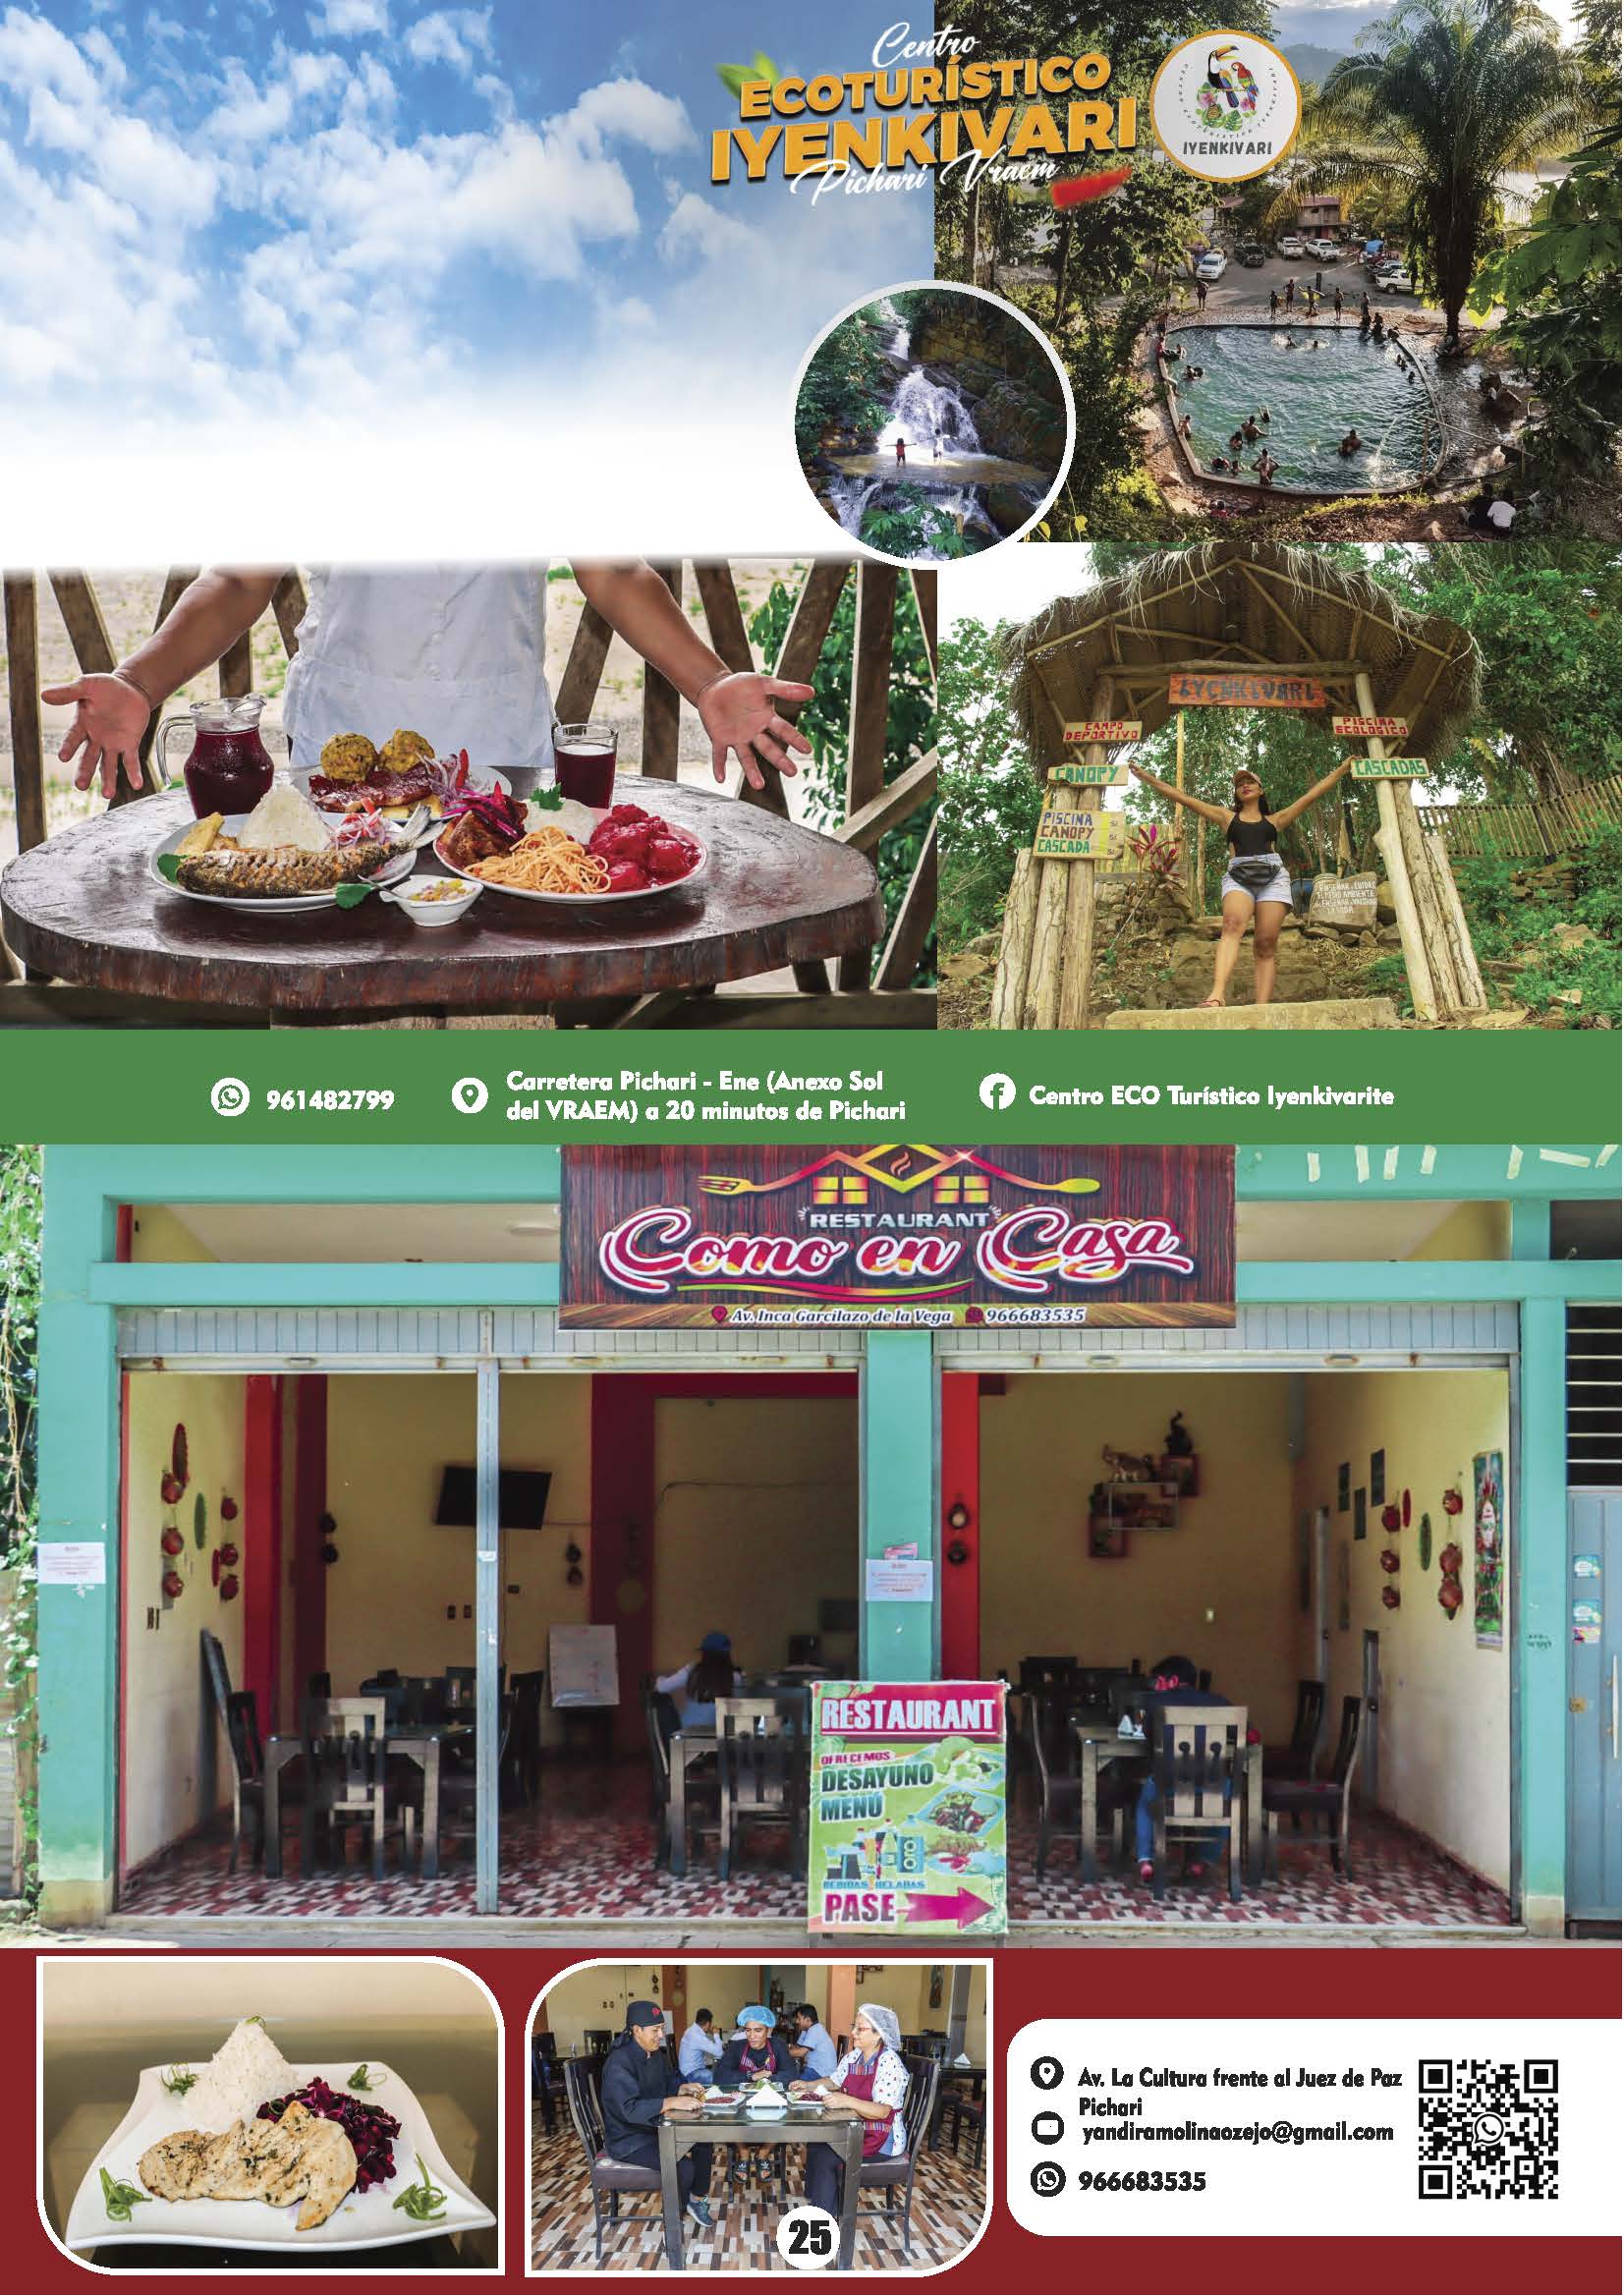 Centro
ECOTURÍSTICO
IYENKIVARI
Pichari Vraem
IYENKIVARI
IYENKIVARI
CAMPO
DEPORTIVO
PISCINA
ECOLOGICO
CANOPY
CASCADAS
PISCINA
CANOPY
CASCADA
961482799
Carretera Pichari - Ene (Anexo Sol
del VRAEM) a 20 minutos de Pichari
Centro ECO Turístico Iyenkivarite
RESTAURANT
Como en Casa
Av. Inca Garcilazo de la Vega 966683535
RESTAURANT
OFRECEMOS
DESAYUNO
MENÚ
BEBIDAS HELADAS
PASE
Av. La Cultura frente al Juez de Paz
Pichari
yandiramolinaozejo@gmail.com
966683535
25